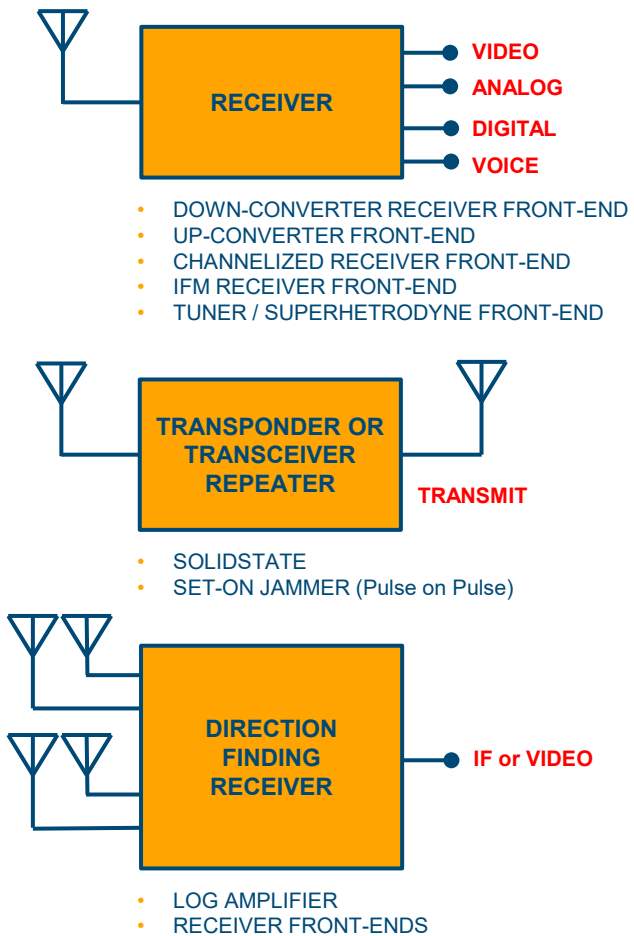 RECEIVER
VIDEO
ANALOG
DIGITAL
VOICE
• DOWN-CONVERTER RECEIVER FRONT-END
• UP-CONVERTER FRONT-END
• CHANNELIZED RECEIVER FRONT-END
• IFM RECEIVER FRONT-END
• TUNER / SUPERHETRODYNE FRONT-END
TRANSPONDER OR
TRANSCEIVER
REPEATER
TRANSMIT
• SOLIDSTATE
• SET-ON JAMMER (Pulse on Pulse)
DIRECTION
FINDING
RECEIVER
IF or VIDEO
• LOG AMPLIFIER
• RECEIVER FRONT-ENDS